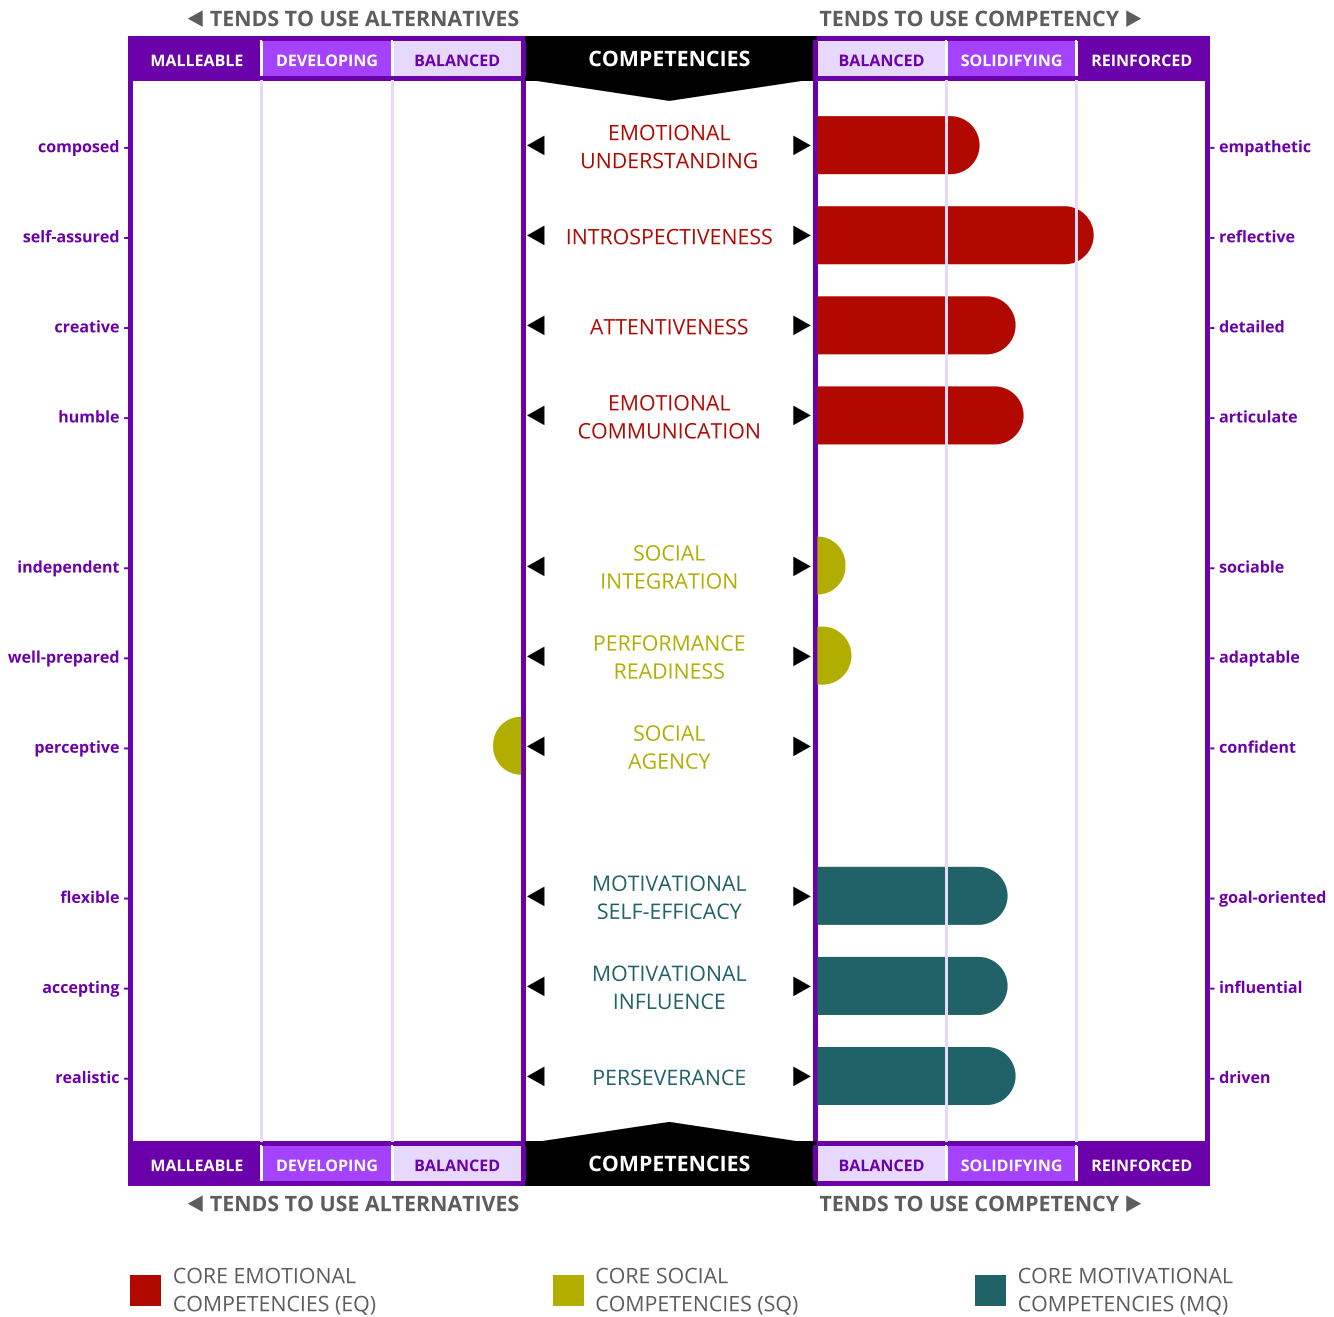 TENDS TO USE ALTERNATIVES
TENDS TO USE COMPETENCY
MALLEABLE
DEVELOPING
BALANCED
COMPETENCIES
BALANCED
SOLIDIFYING
REINFORCED
composed
EMOTIONAL
UNDERSTANDING
empathetic
self-assured
INTROSPECTIVENESS
reflective
creative
ATTENTIVENESS
detailed
humble
EMOTIONAL
COMMUNICATION
articulate
independent
SOCIAL
INTEGRATION
sociable
well-prepared
PERFORMANCE
READINESS
adaptable
perceptive
SOCIAL
AGENCY
confident
flexible
MOTIVATIONAL
SELF-EFFICACY
goal-oriented
accepting
MOTIVATIONAL
INFLUENCE
influential
realistic
PERSEVERANCE
driven
MALLEABLE
DEVELOPING
BALANCED
COMPETENCIES
BALANCED
SOLIDIFYING
REINFORCED
TENDS TO USE ALTERNATIVES
TENDS TO USE COMPETENCY
CORE EMOTIONAL
COMPETENCIES (EQ)
CORE SOCIAL
COMPETENCIES (SQ)
CORE MOTIVATIONAL
COMPETENCIES (MQ)